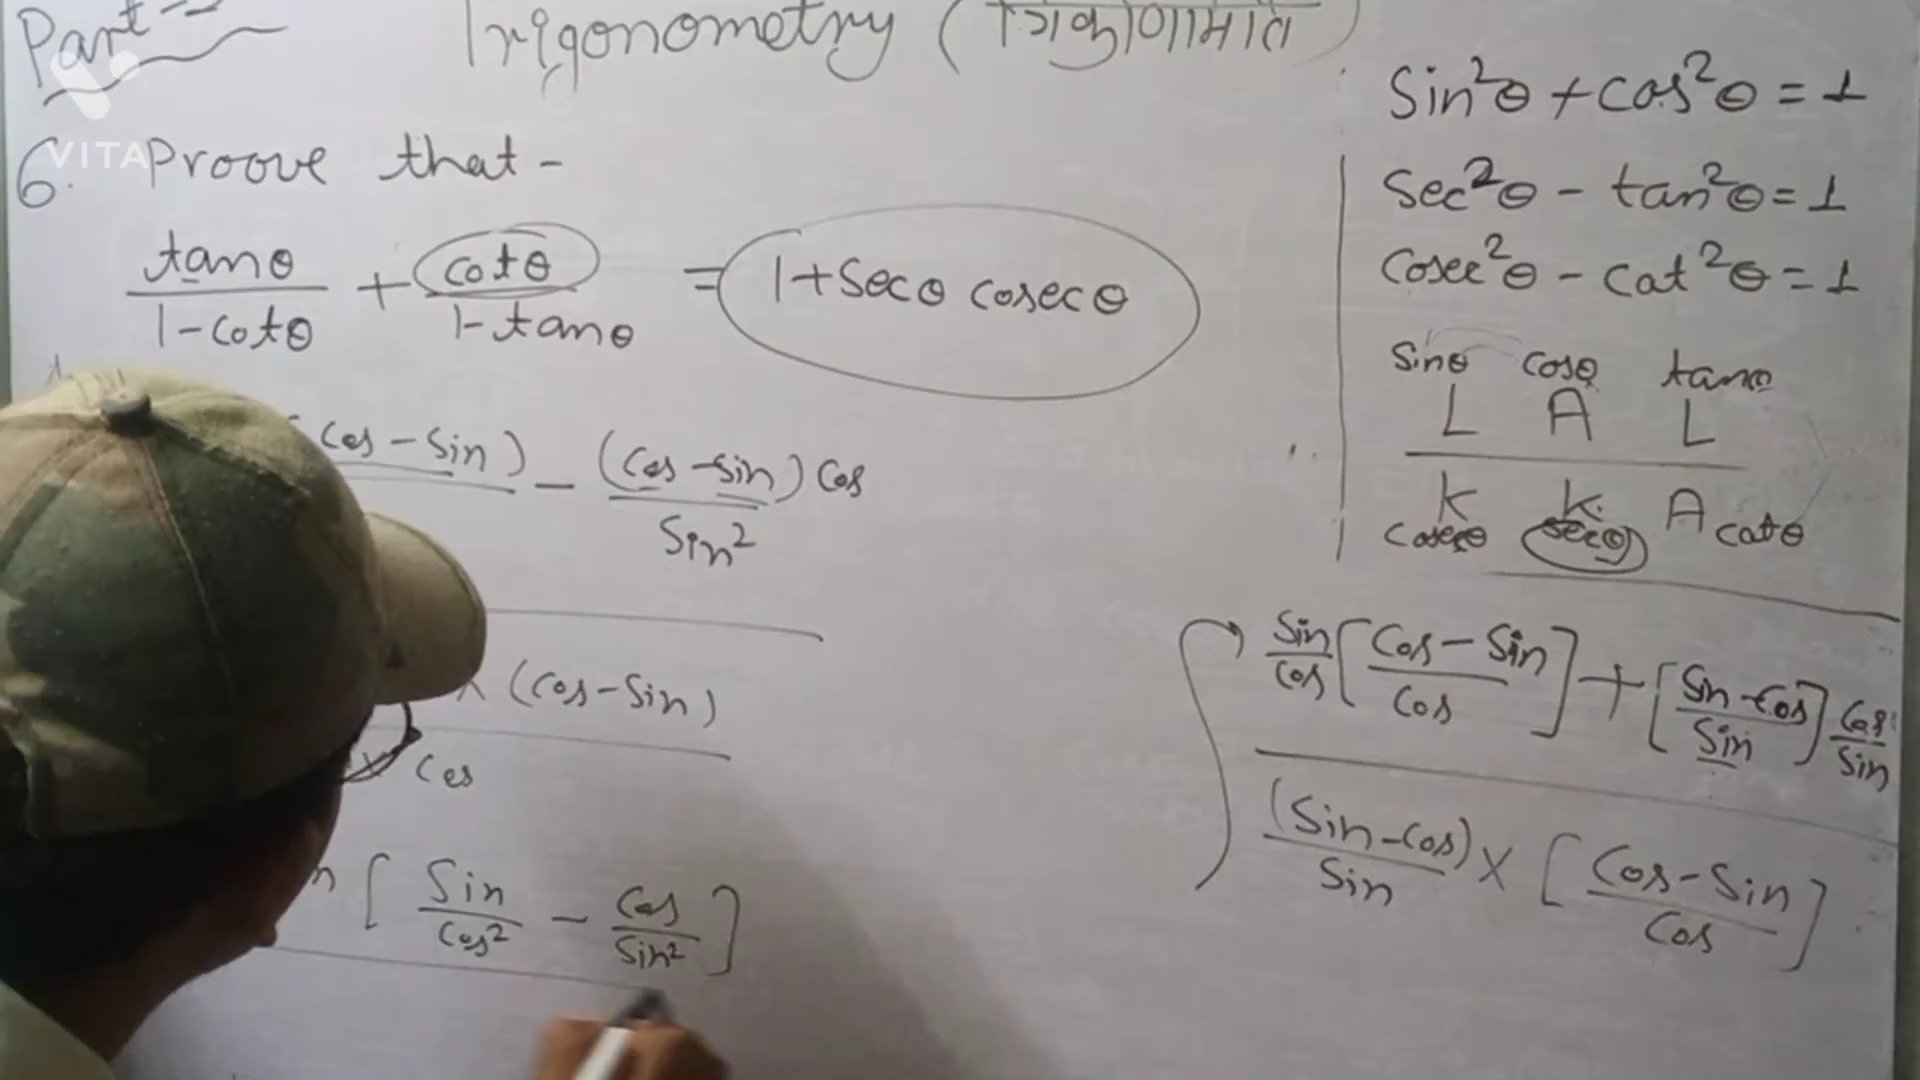 Part
Trigonometry (त्रिकोणमिति)
VITA
6. Proove that -
tanθ/1-cotθ + cotθ/1-tanθ = 1+Secθ cosecθ
(cos-Sin) - (cos-sin)cos/Sin²
x (cos-Sin)
x cos
[Sin/cos² - cos/Sin²]
Sin²θ+cos²θ=1
Sec²θ-tan²θ=1
Cosec²θ-cat²θ=1
Sinθ cosθ tanθ
L A L
K K A
Cosecθ secθ catθ
Sin/cos[Cos-Sin/Cos]+[Sin-Cos/Sin]Cos/Sin
(Sin-Cos)/Sin x [Cos-Sin/Cos]